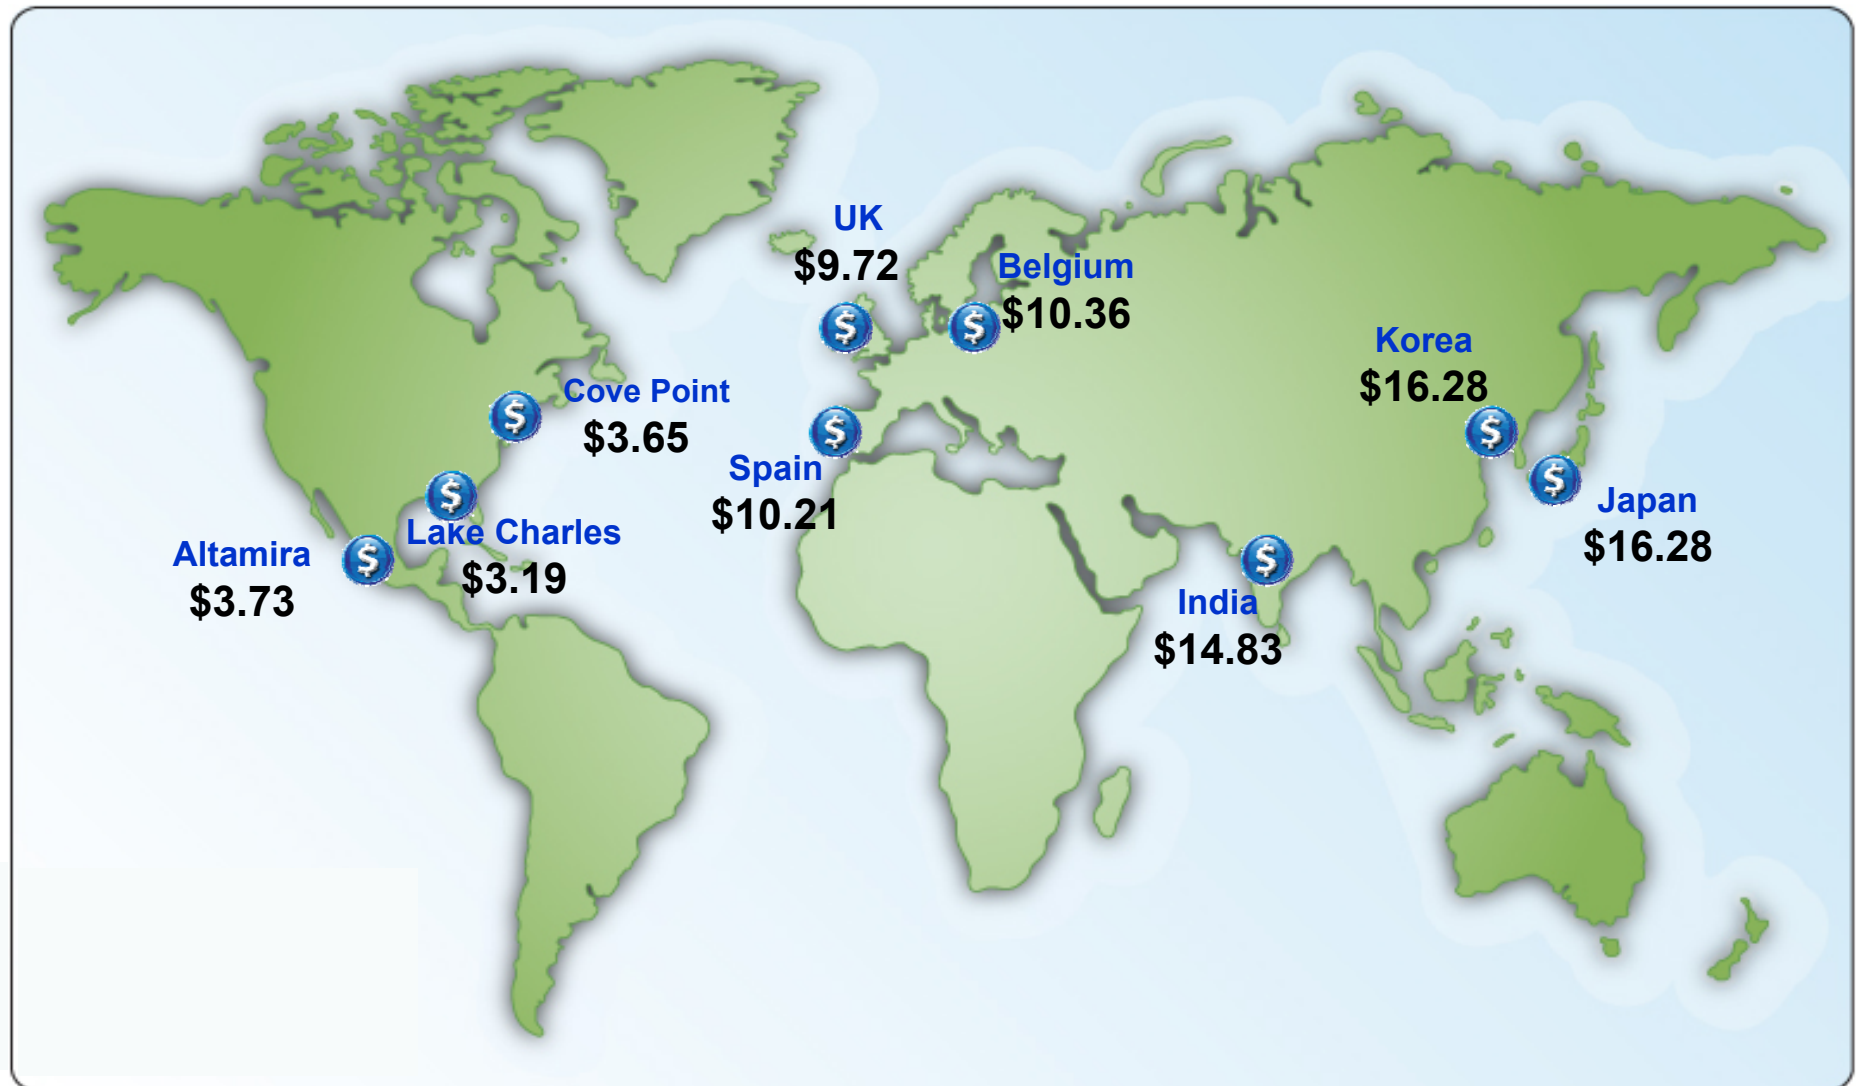 UK
$9.72
Belgium
$10.36
Korea
$16.28
Cove Point
$3.65
Spain
$10.21
Japan
$16.28
Lake Charles
$3.19
Altamira
$3.73
India
$14.83